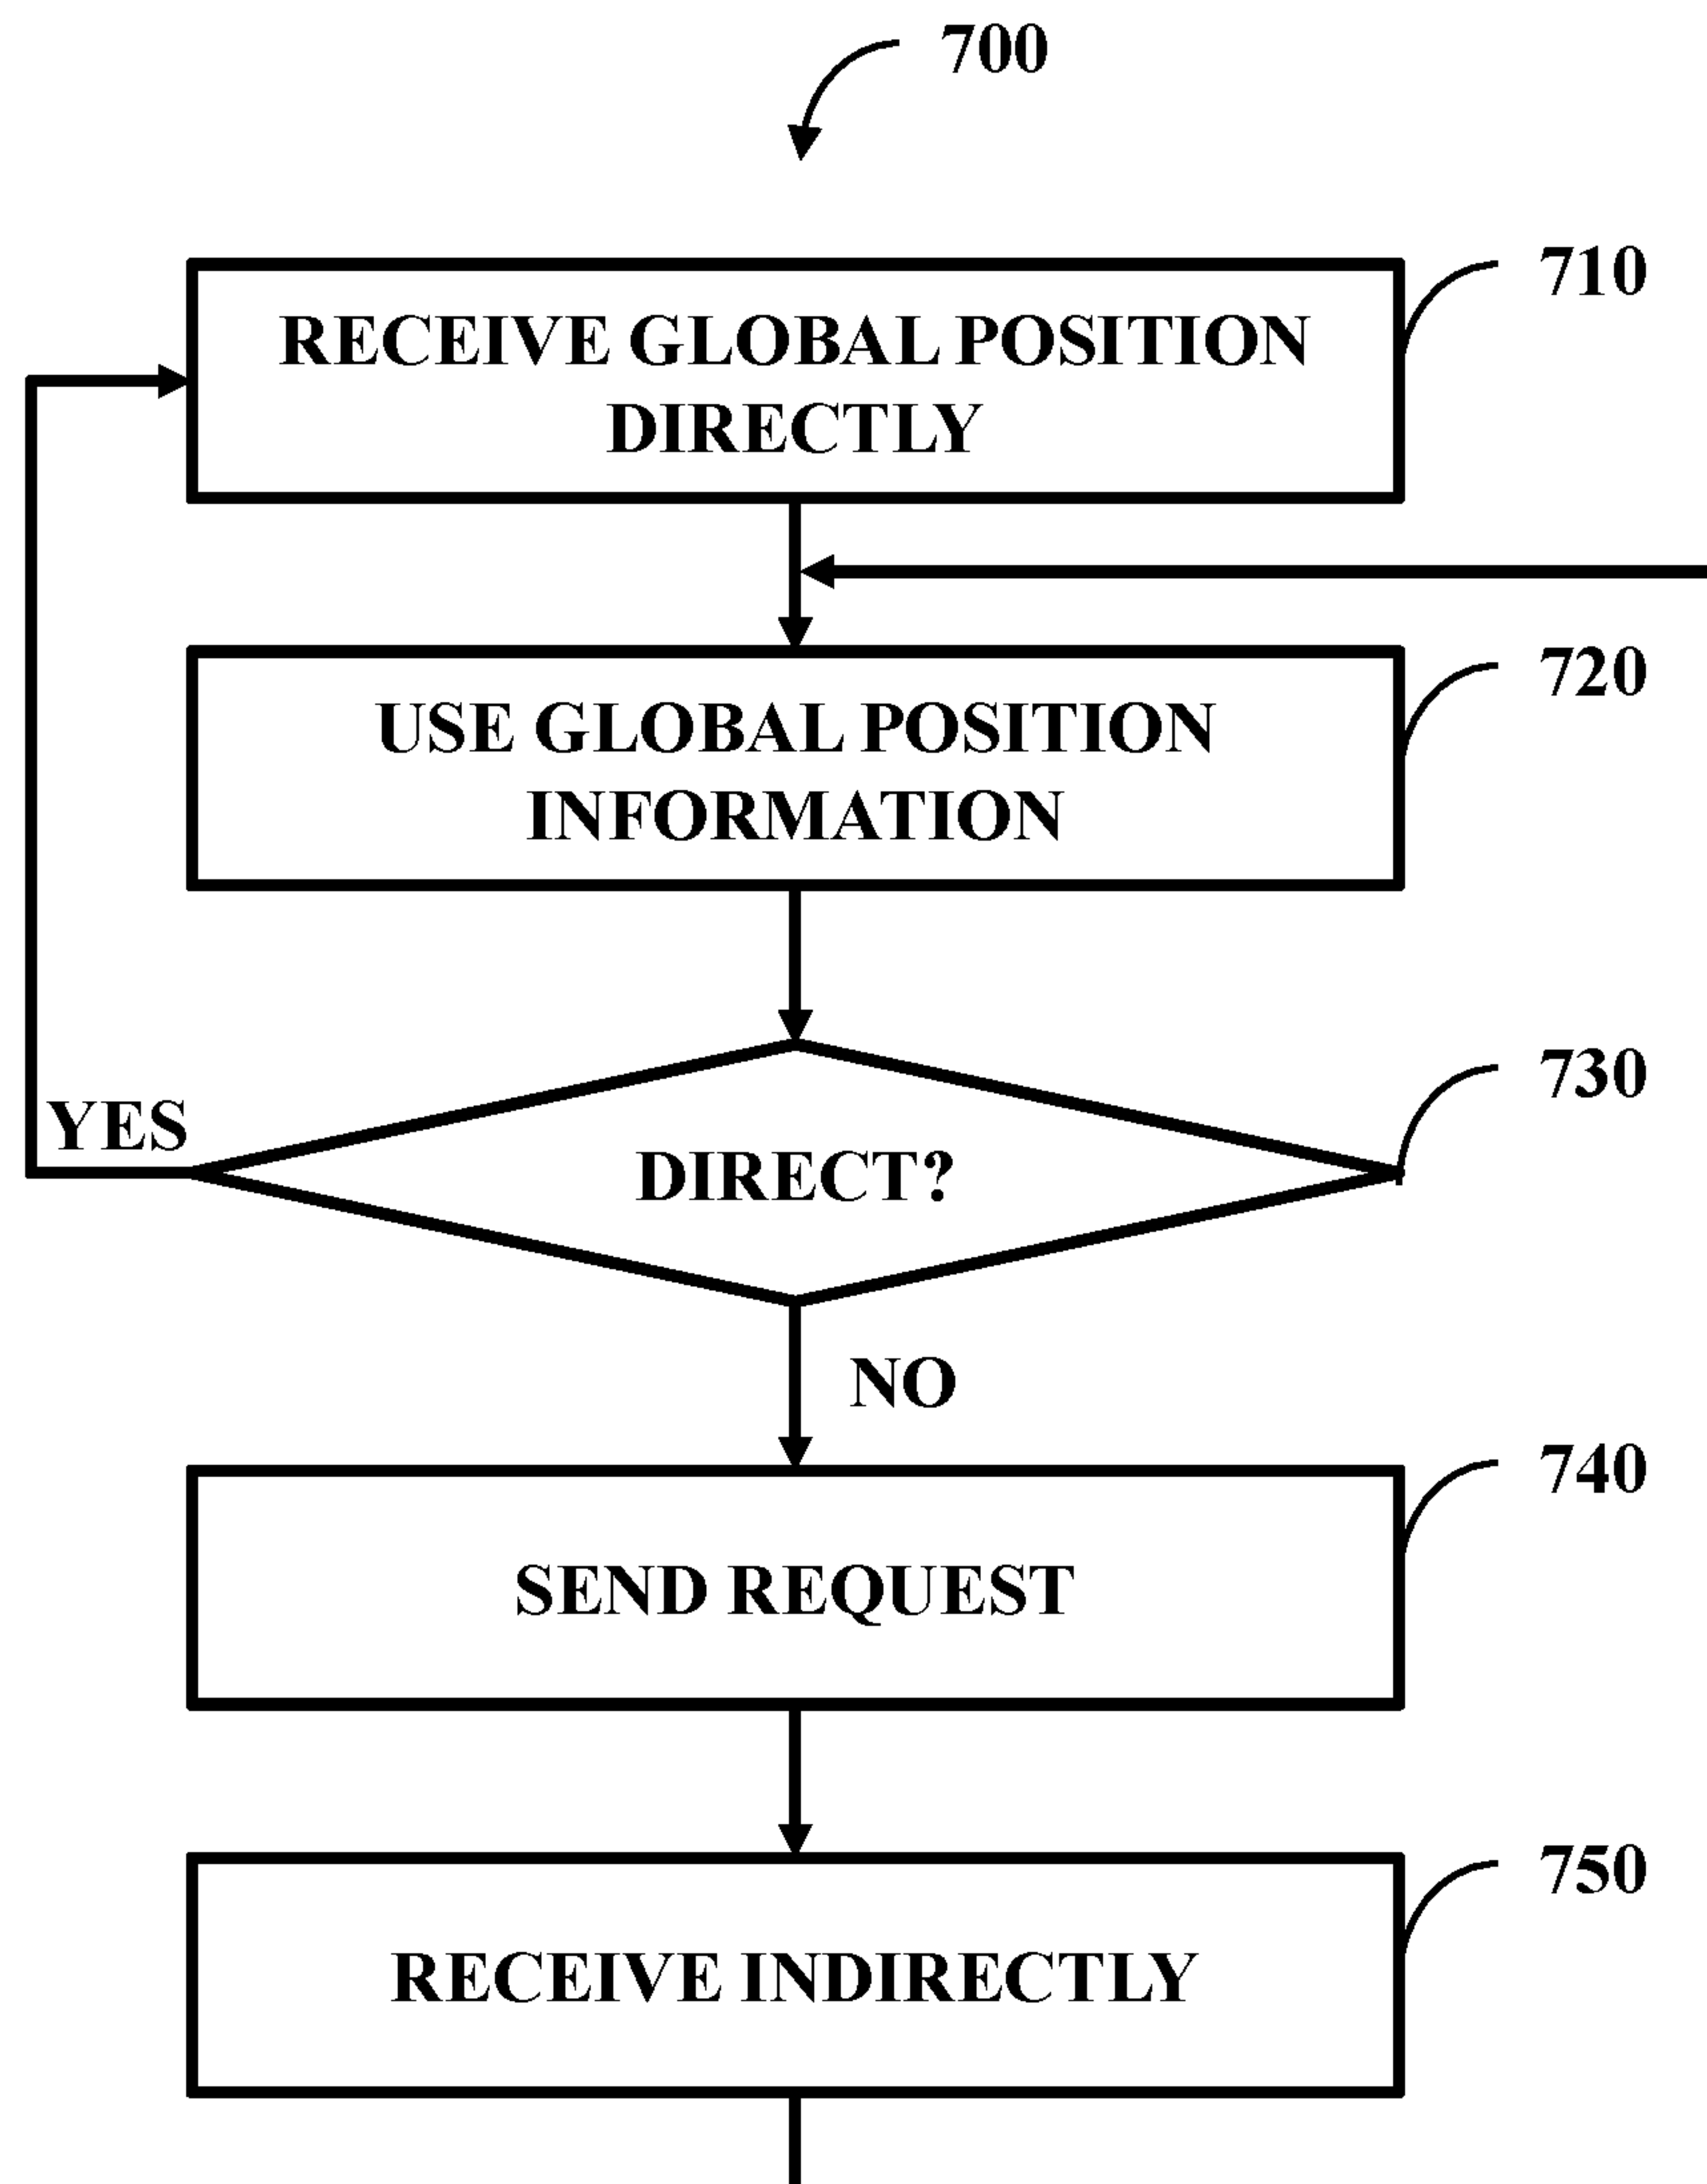 700
710
RECEIVE GLOBAL POSITION
DIRECTLY
720
USE GLOBAL POSITION
INFORMATION
730
YES
DIRECT?
NO
740
SEND REQUEST
750
RECEIVE INDIRECTLY